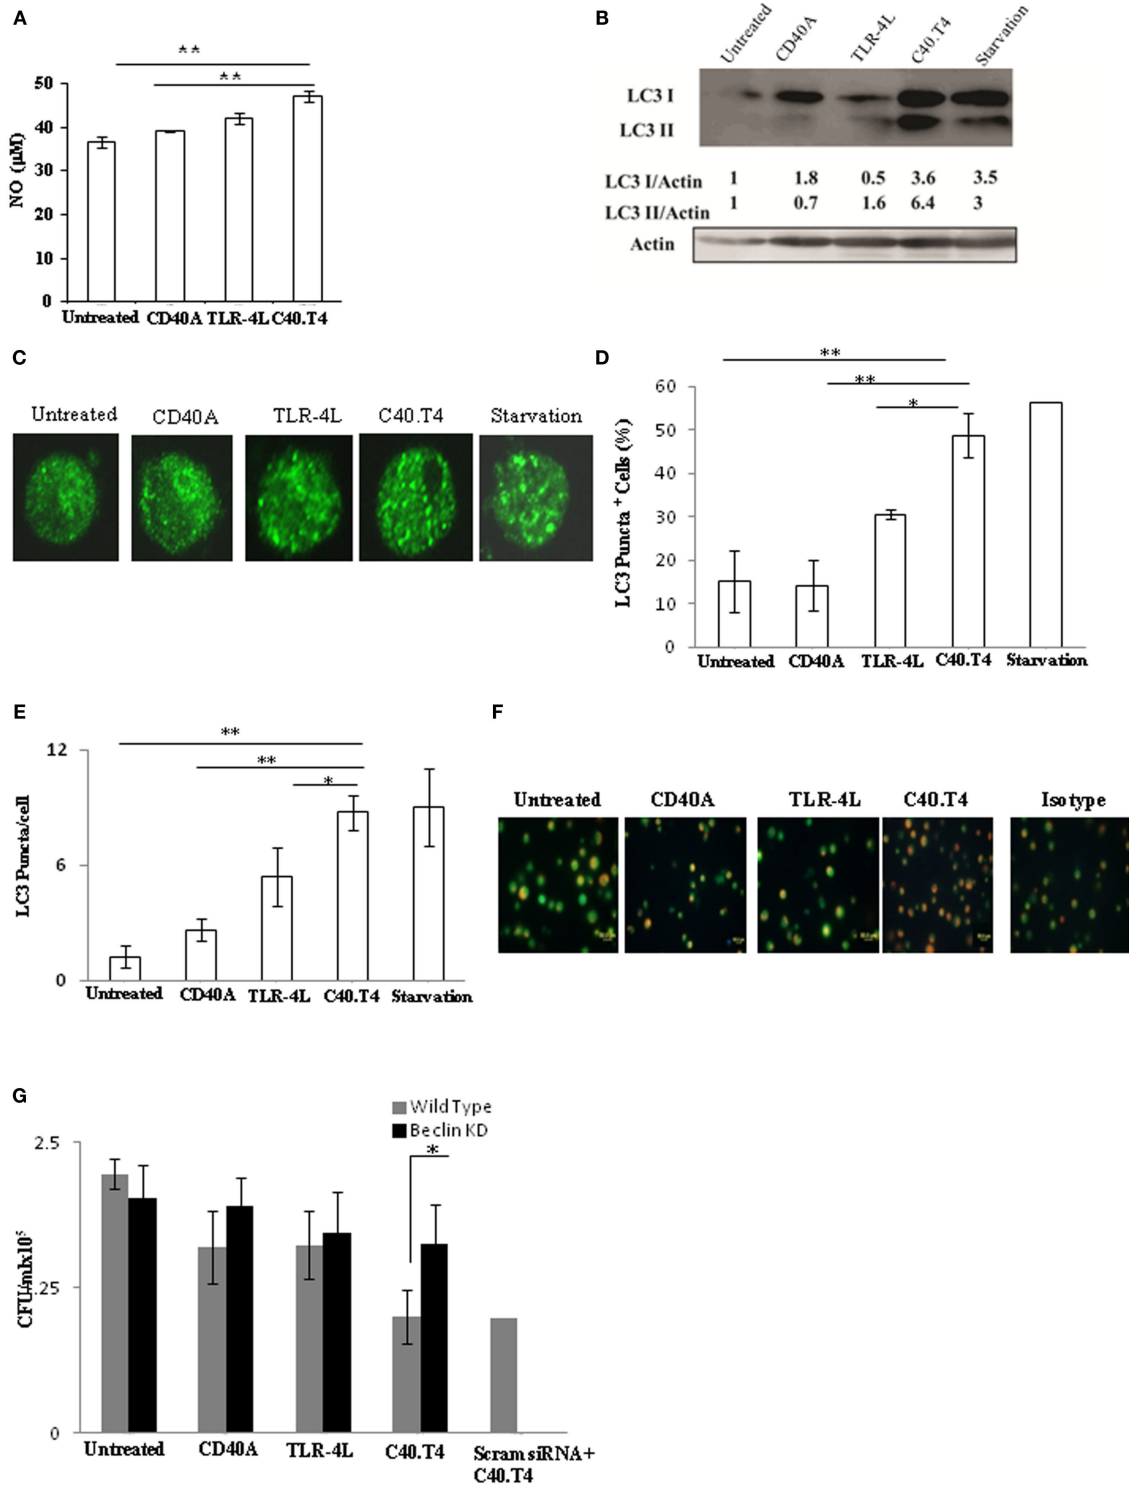 A
**
**
50
40
30
20
10
0
NO (µM)
Untreated CD40A TLR-4L C40.T4
B
Untreated CD40A TLR-4L C40.T4 Starvation
LC3 I
LC3 II
LC3 I/Actin 1 1.8 0.5 3.6 3.5
LC3 II/Actin 1 0.7 1.6 6.4 3
Actin
C
Untreated CD40A TLR-4L C40.T4 Starvation
D
**
**
*
60
50
40
30
20
10
0
LC3 Puncta + Cells (%)
Untreated CD40A TLR-4L C40.T4 Starvation
E
**
**
*
12
6
0
LC3 Puncta/cell
Untreated CD40A TLR-4L C40.T4 Starvation
F
Untreated CD40A TLR-4L C40.T4 Isotype
G
Wild Type
Beclin KD
*
2.5
.25
0
CFU/mlx10⁵
Untreated CD40A TLR-4L C40.T4 Scram siRNA+
C40.T4